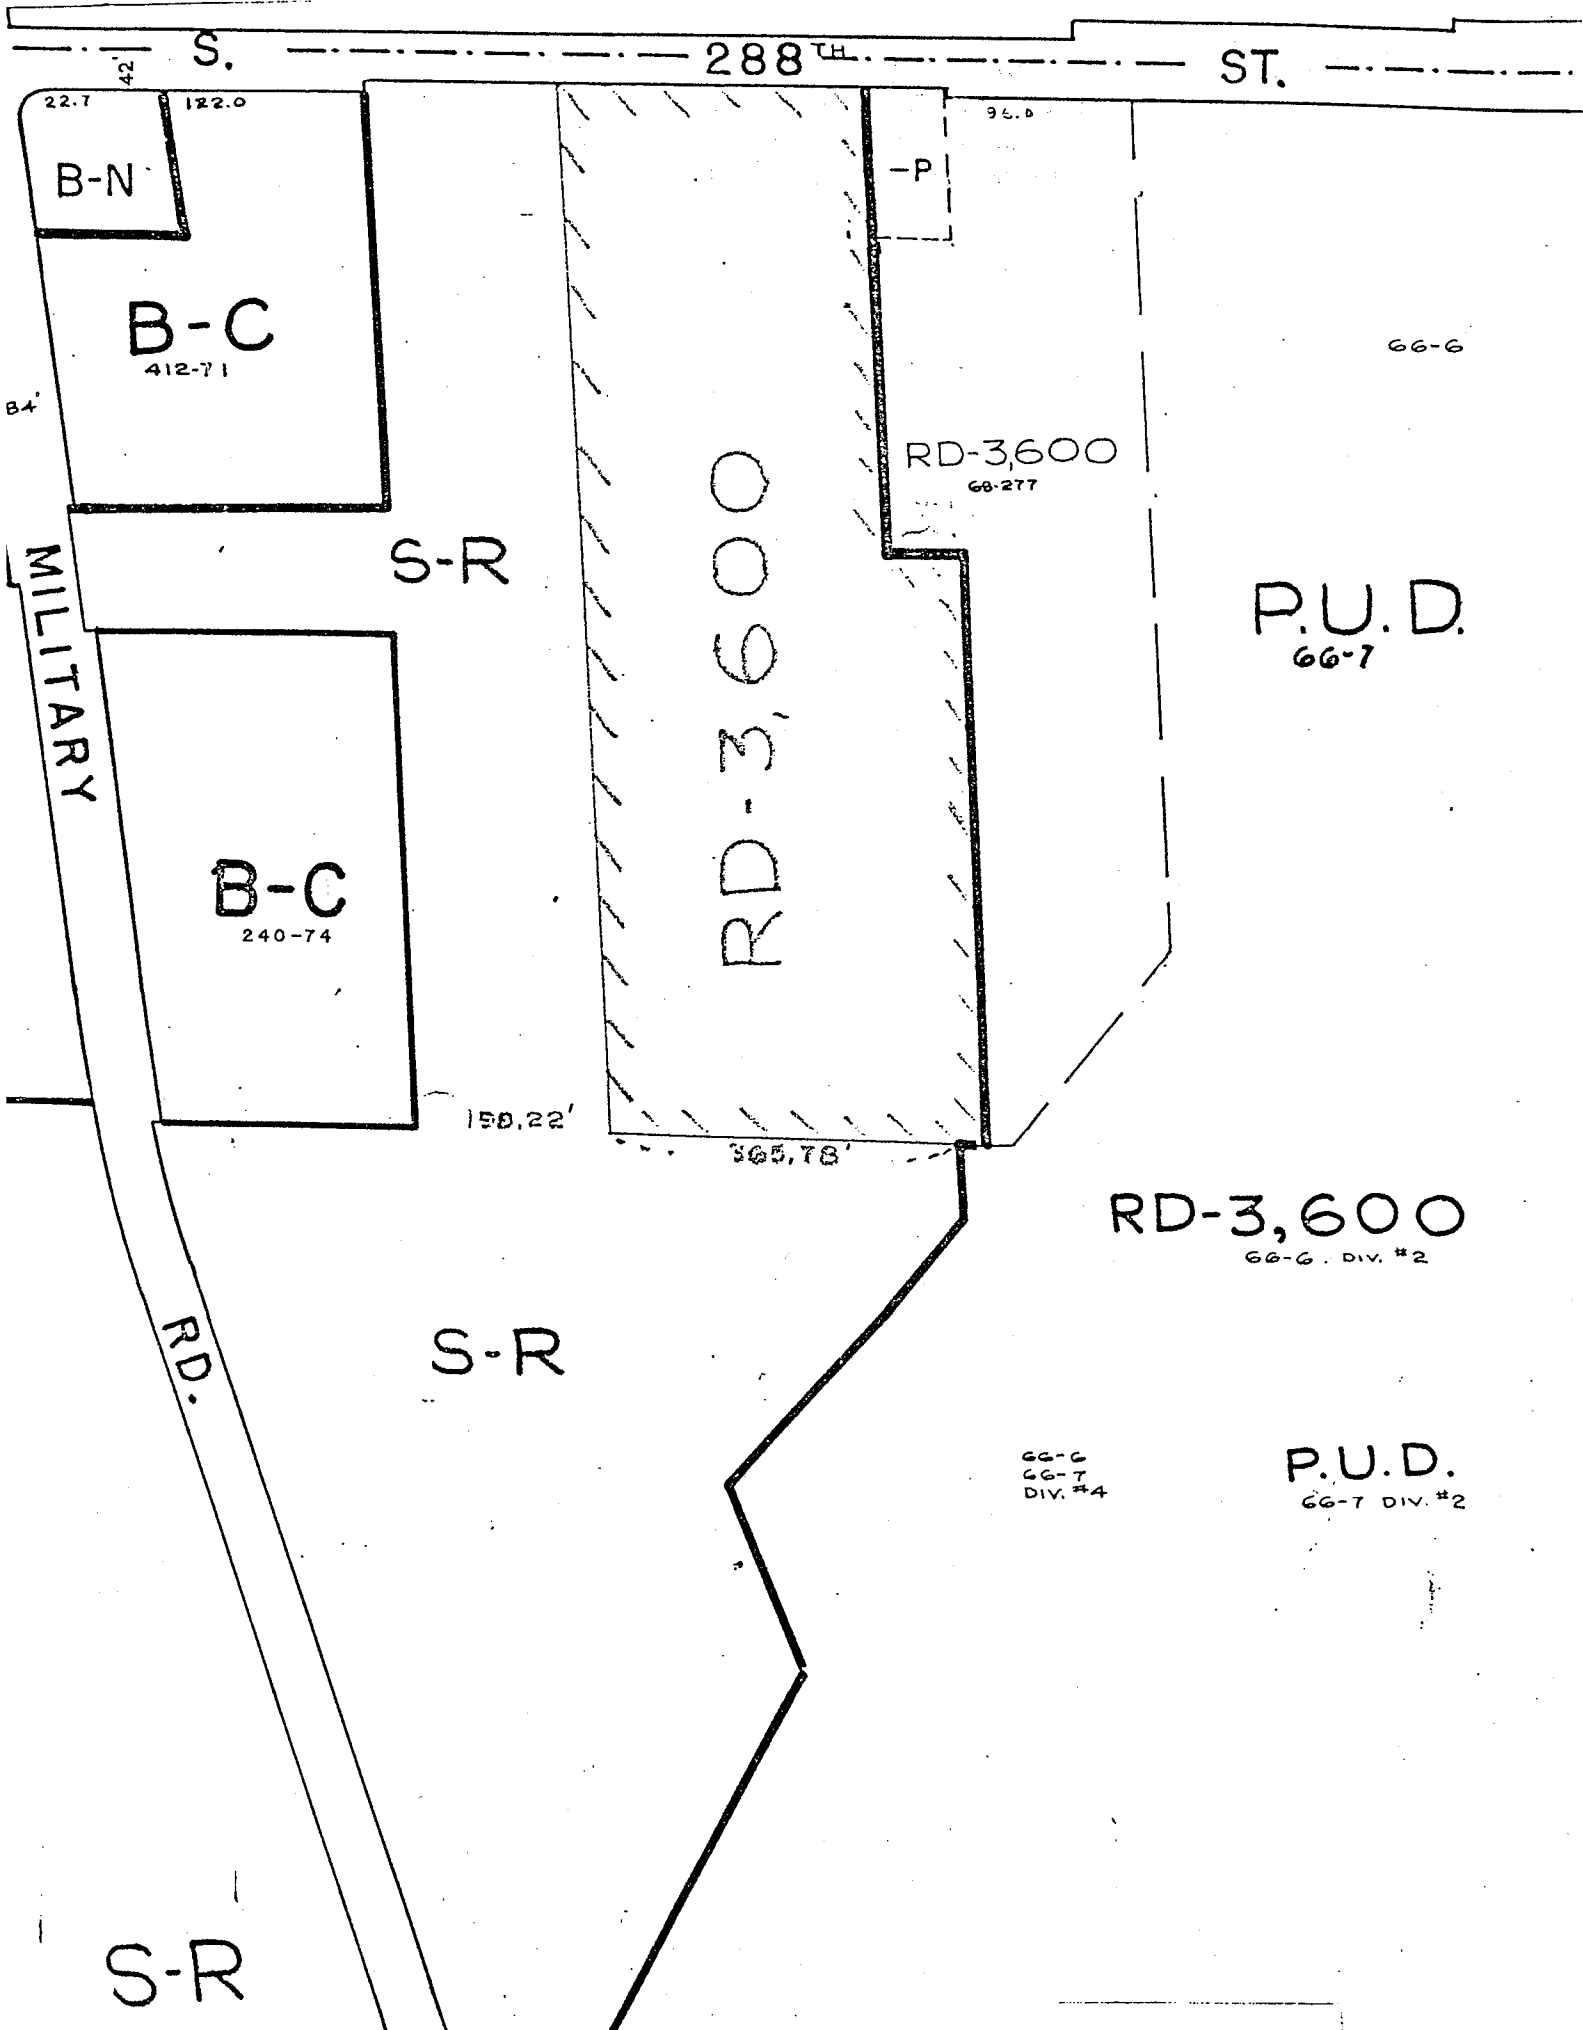 S. 288TH ST.
42'
22.7
122.0
B-N
-P
B-C
412-71
84'
66-6
RD-3,600
68-277
S-R
RD-3,600
P.U.D.
66-7
MILITARY RD.
B-C
240-74
150.22'
365.78'
RD-3,600
66-6. DIV. #2
S-R
66-6
66-7
DIV. #4
P.U.D.
66-7 DIV. #2
S-R